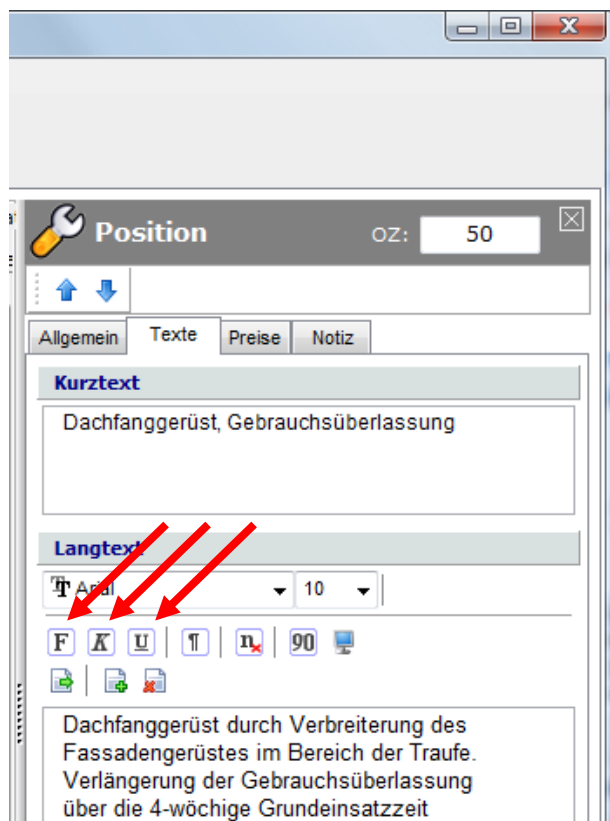 Position OZ: 50
Allgemein Texte Preise Notiz
Kurztext
Dachfanggerüst, Gebrauchsüberlassung
Langtext
Arial 10
F K U ¶ n 90
Dachfanggerüst durch Verbreiterung des
Fassadengerüstes im Bereich der Traufe.
Verlängerung der Gebrauchsüberlassung
über die 4-wöchige Grundeinsatzzeit